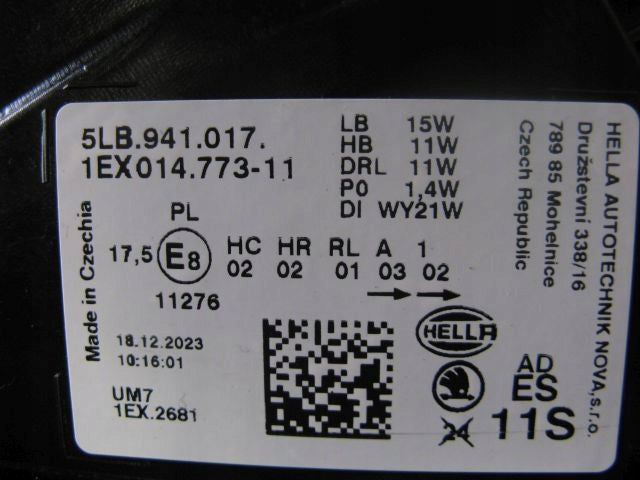 5LB.941.017.
1EX014.773-11
LB 15W
HB 11W
DRL 11W
PO 1,4W
DI WY21W
HELLA AUTOTECHNIK NOVA,s.r.o.
Družstevní 338/16
789 85 Mohelnice
Czech Republic
Made in Czechia
PL
17,5 E8 HC HR RL A 1
02 02 01 03 02
11276
18.12.2023
10:16:01
UM7
1EX.2681
HELLA
AD
ES
11S